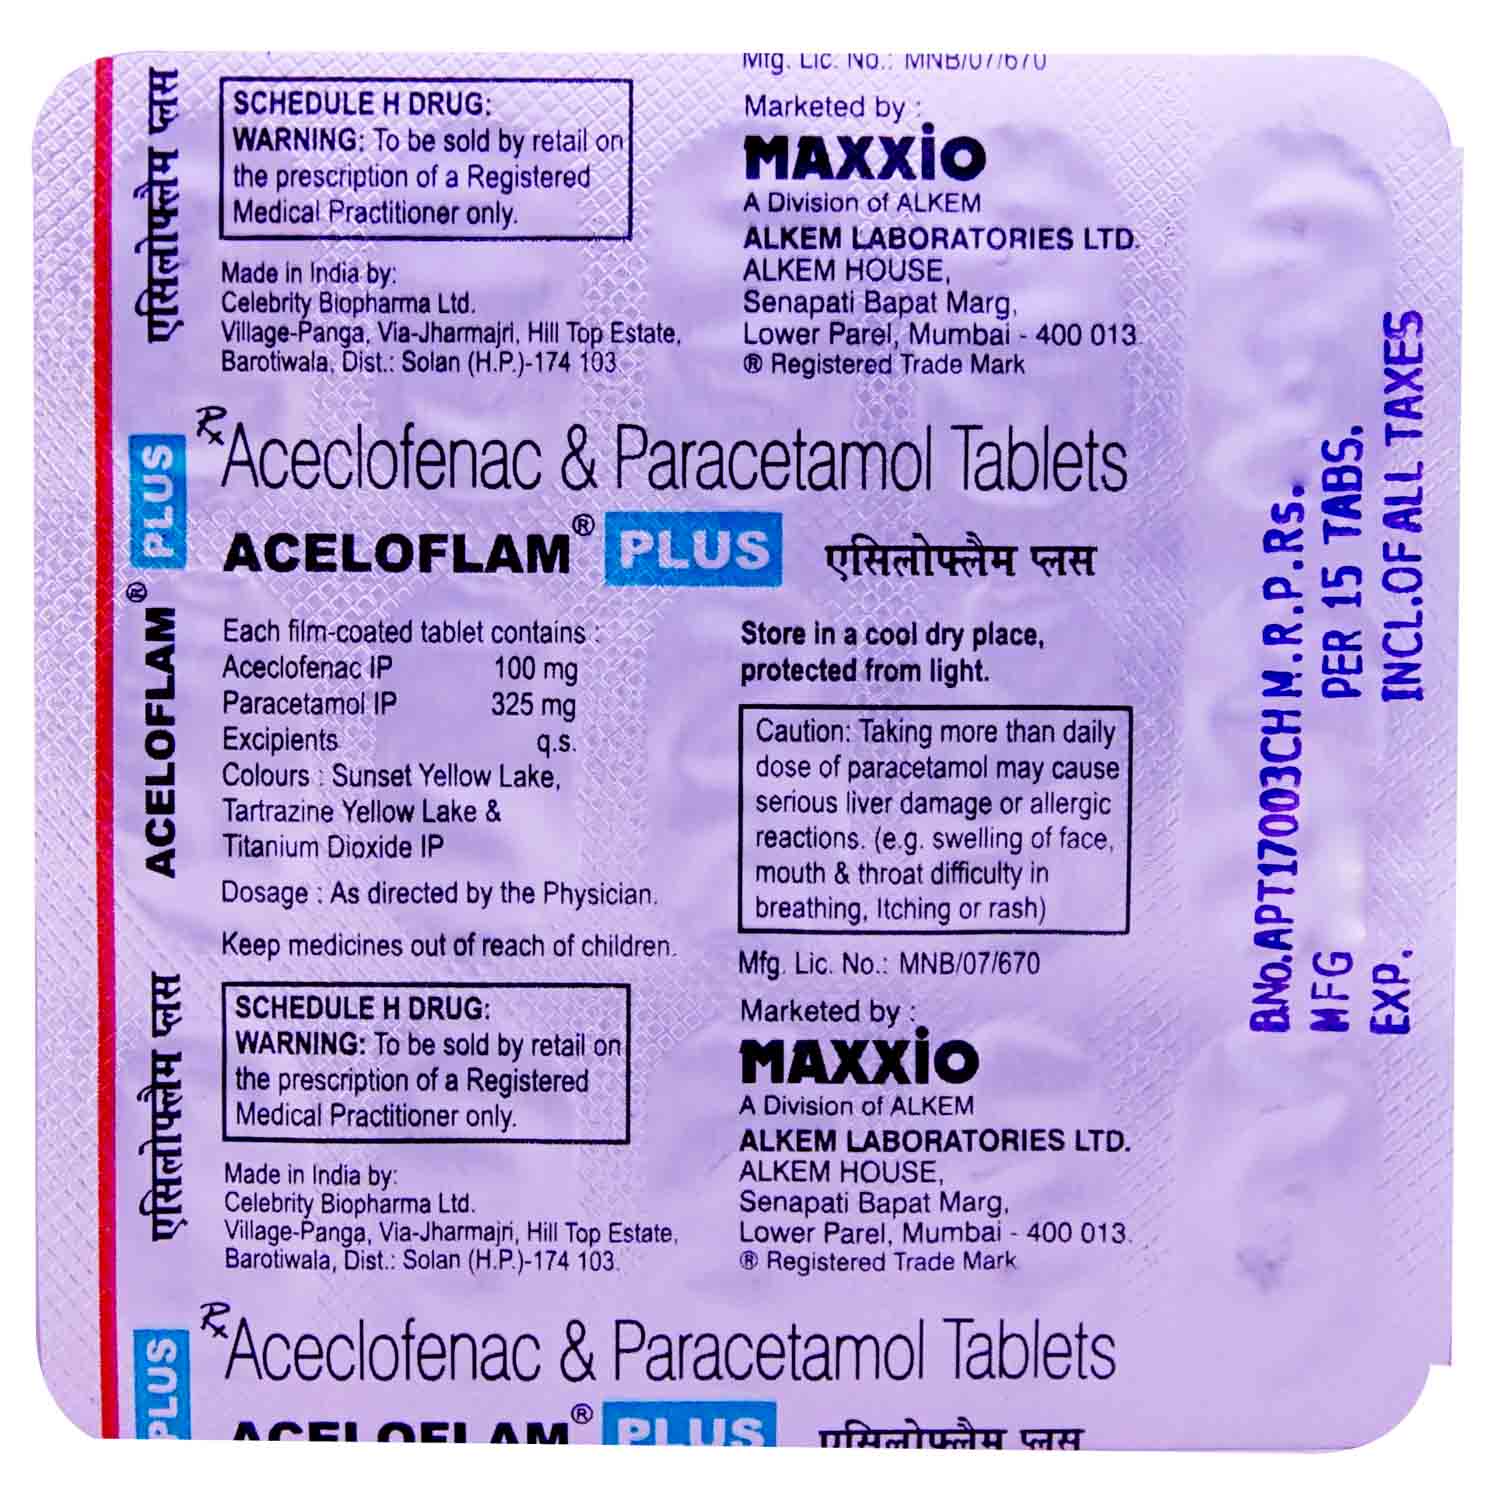 Mfg. Lic. No.: MNB/07/670
SCHEDULE H DRUG:
WARNING: To be sold by retail on
the prescription of a Registered
Medical Practitioner only.
Made in India by:
Celebrity Biopharma Ltd.
Village-Panga, Via-Jharmajri, Hill Top Estate,
Barotiwala, Dist.: Solan (H.P.)-174 103
Marketed by :
MAXXIO
A Division of ALKEM
ALKEM LABORATORIES LTD.
ALKEM HOUSE,
Senapati Bapat Marg,
Lower Parel, Mumbai - 400 013.
® Registered Trade Mark
Rx Aceclofenac & Paracetamol Tablets
ACELOFLAM® PLUS एसिलोफ्लैम प्लस
Each film-coated tablet contains :
Aceclofenac IP 100 mg
Paracetamol IP 325 mg
Excipients q.s.
Colours : Sunset Yellow Lake,
Tartrazine Yellow Lake &
Titanium Dioxide IP
Dosage : As directed by the Physician.
Keep medicines out of reach of children.
SCHEDULE H DRUG:
WARNING: To be sold by retail on
the prescription of a Registered
Medical Practitioner only.
Made in India by:
Celebrity Biopharma Ltd.
Village-Panga, Via-Jharmajri, Hill Top Estate,
Barotiwala, Dist.: Solan (H.P.)-174 103.
Store in a cool dry place,
protected from light.
Caution: Taking more than daily
dose of paracetamol may cause
serious liver damage or allergic
reactions. (e.g. swelling of face,
mouth & throat difficulty in
breathing, Itching or rash)
Mfg. Lic. No.: MNB/07/670
Marketed by :
MAXXIO
A Division of ALKEM
ALKEM LABORATORIES LTD.
ALKEM HOUSE,
Senapati Bapat Marg,
Lower Parel, Mumbai - 400 013.
® Registered Trade Mark
Rx Aceclofenac & Paracetamol Tablets
ACELOFLAM® PLUS एसिलोफ्लैम प्लस
एसिलोफ्लैम प्लस
ACELOFLAM® PLUS
एसिलोफ्लैम प्लस
PLUS
B.No.APT17003CH M.R.P.Rs.
MFG PER 15 TABS.
EXP. INCL.OF ALL TAXES